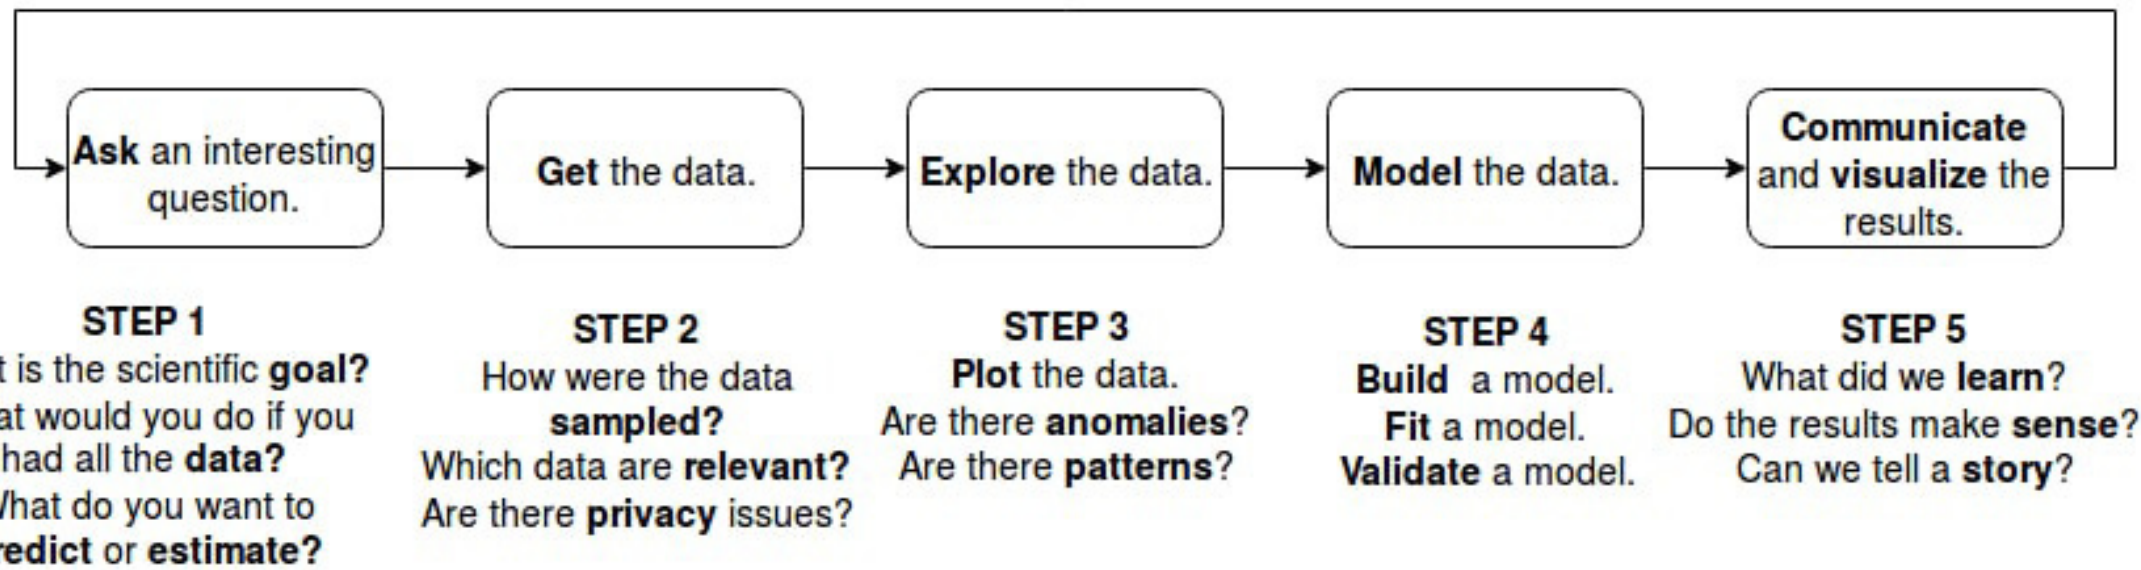 Ask an interesting
question.
Get the data.
Explore the data.
Model the data.
Communicate
and visualize the
results.
STEP 1
is the scientific goal?
would you do if you
had all the data?
do you want to
or estimate?
STEP 2
How were the data
sampled?
Which data are relevant?
Are there privacy issues?
STEP 3
Plot the data.
Are there anomalies?
Are there patterns?
STEP 4
Build a model.
Fit a model.
Validate a model.
STEP 5
What did we learn?
Do the results make sense?
Can we tell a story?